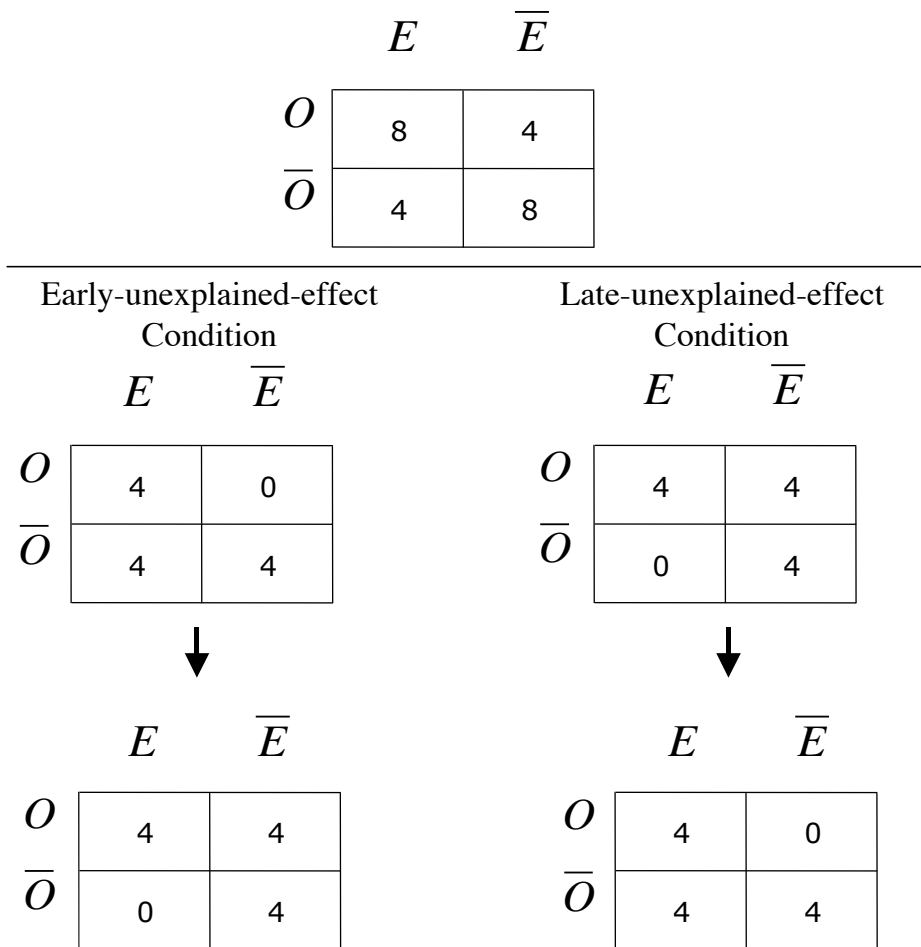 E E̅
O 8 4
O̅ 4 8
Early-unexplained-effect Late-unexplained-effect
Condition Condition
E E̅ E E̅
O 4 0 O 4 4
O̅ 4 4 O̅ 0 4
E E̅ E E̅
O 4 4 O 4 0
O̅ 0 4 O̅ 4 4